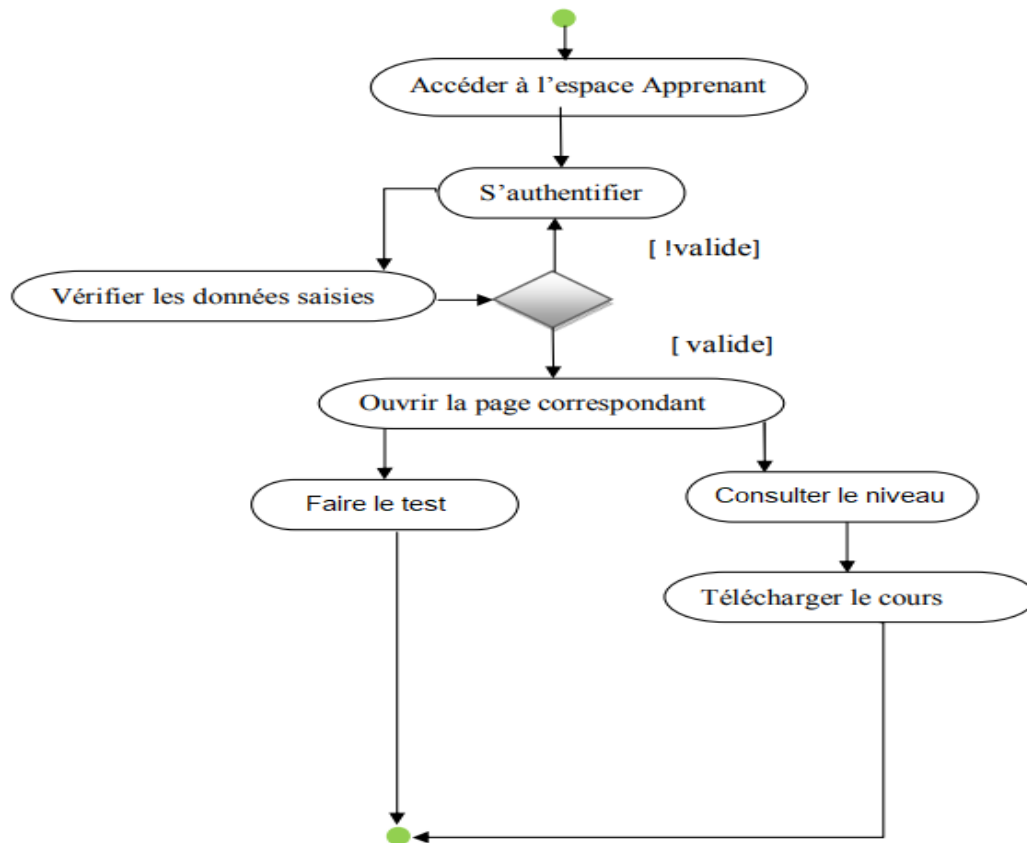 Accéder à l'espace Apprenant
S'authentifier
[ !valide]
Vérifier les données saisies
[ valide]
Ouvrir la page correspondant
Faire le test
Consulter le niveau
Télécharger le cours